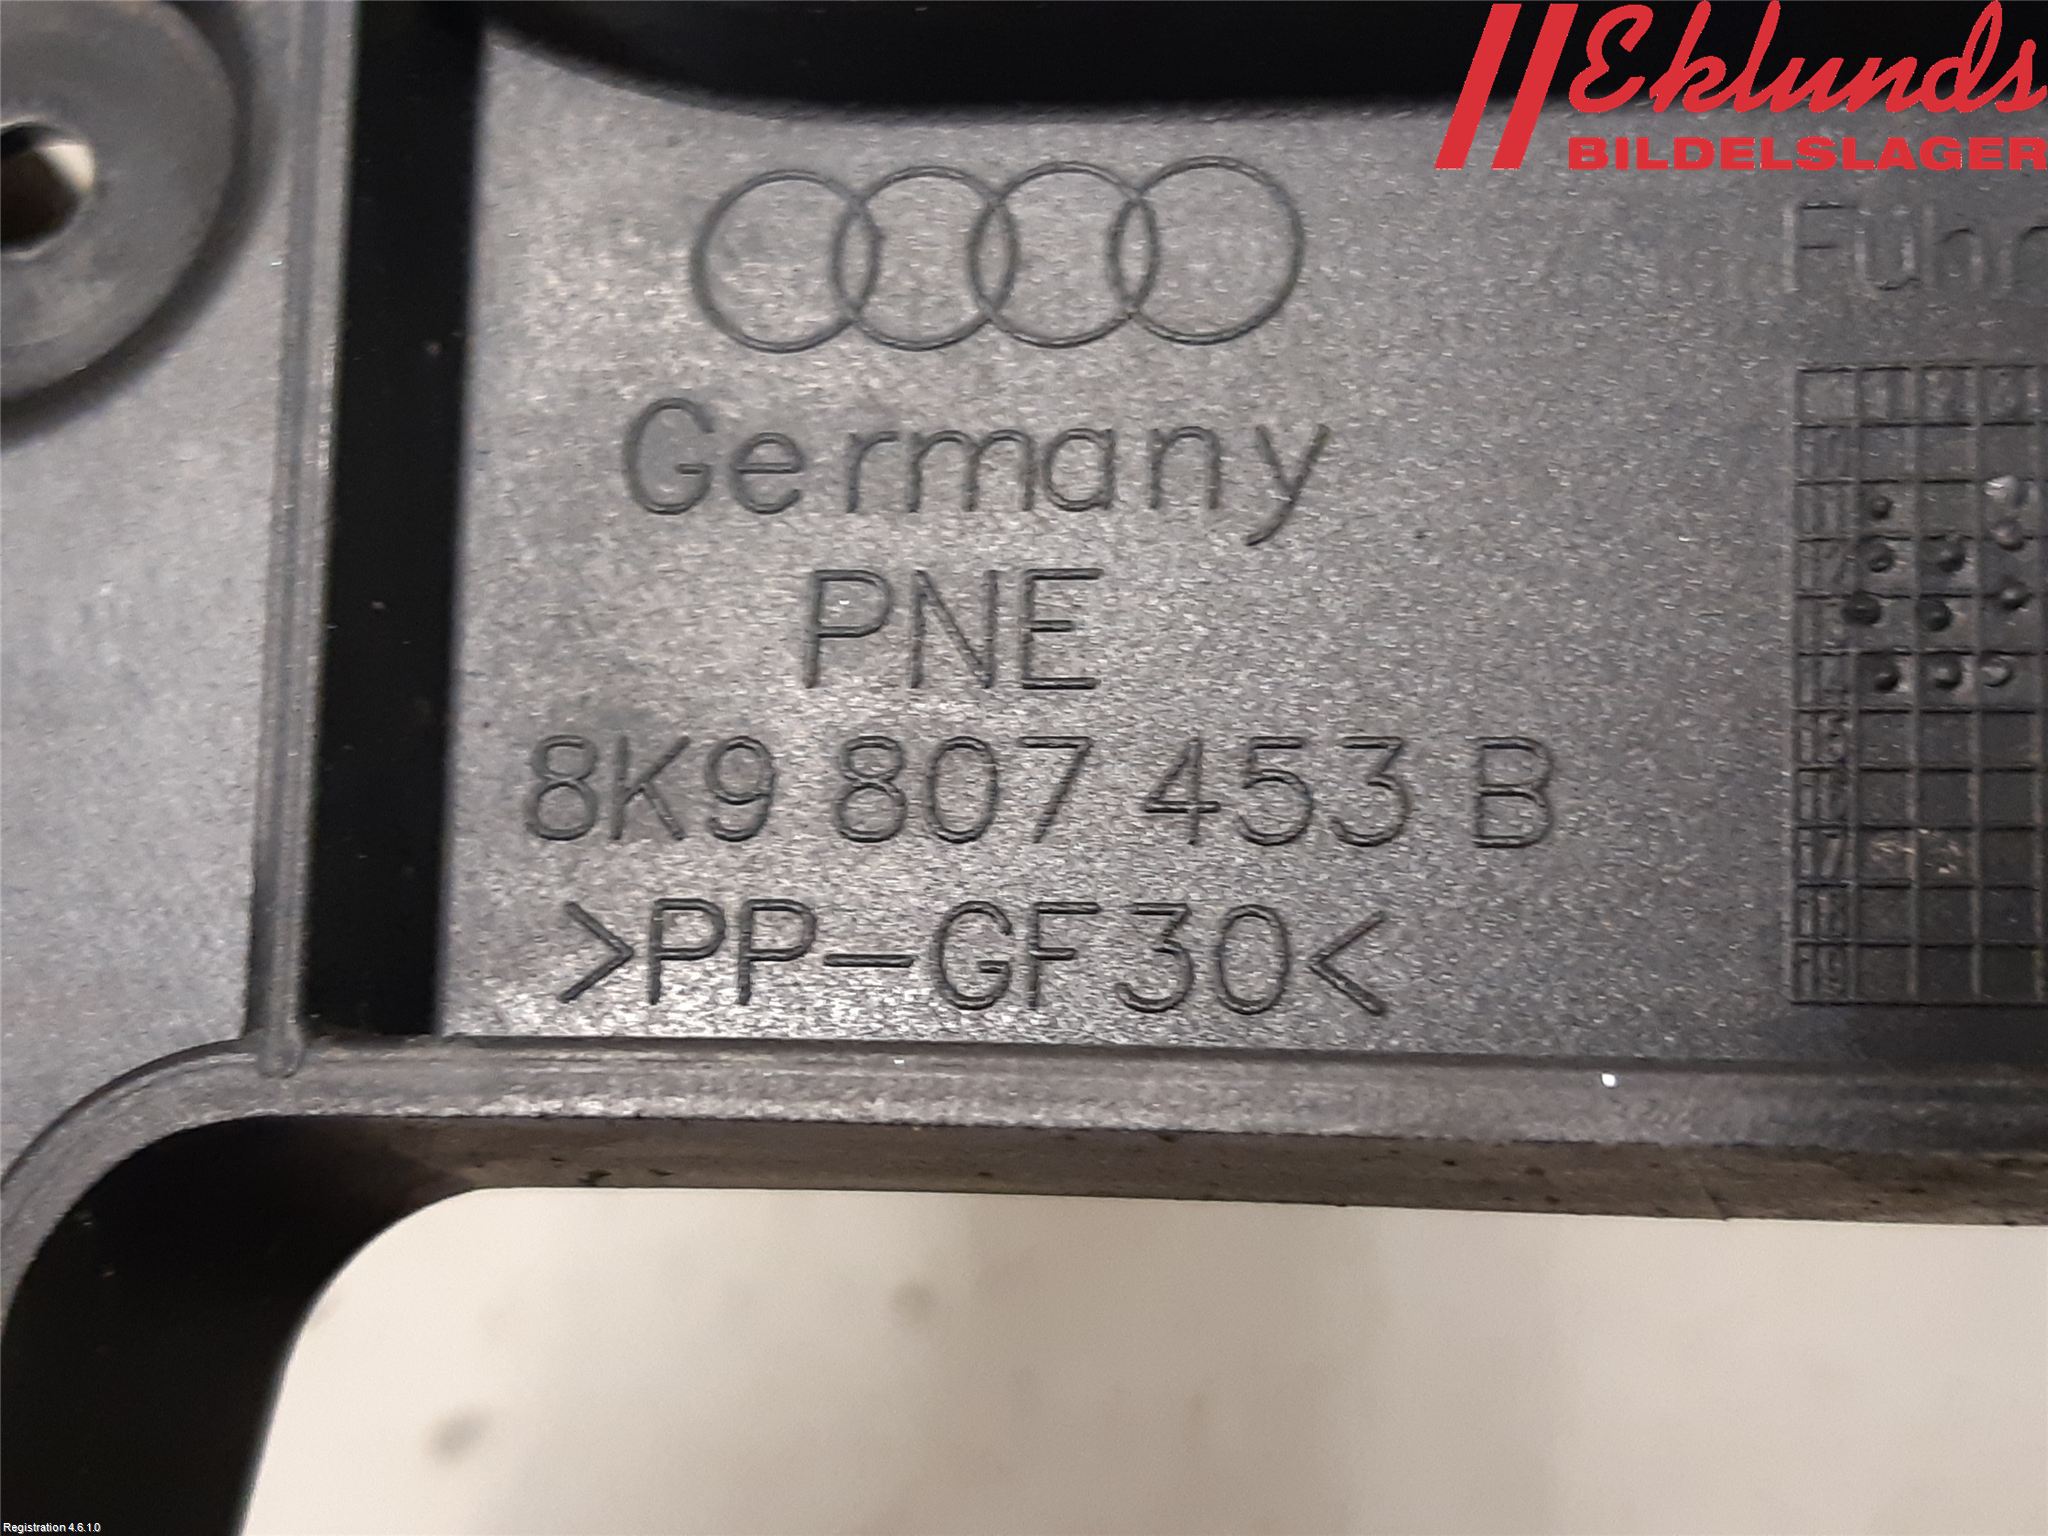 Eklunds
BILDELSLAGER
Germany
PNE
8K9 807 453 B
>PP-GF30<
Registration 4.6.1.0